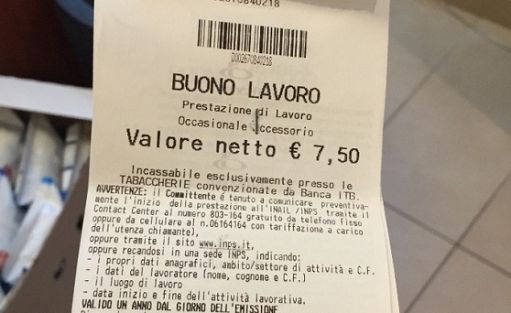 0267C840218
D00267C840218
BUONO LAVORO
Prestazione di Lavoro
Occasionale Accessorio
Valore netto € 7,50
Incassabile esclusivamente presso le
TABACCHERIE convenzionate da Banca ITB.
AVVERTENZE: il Committente é tenuto a comunicare preventiva-
mente l'inizio della prestazione all'INAIL /INPS tramite il
Contact Center al numero 803-164 gratuito da telefono fisso
oppure da cellulare al n.06164164 con tariffazione a carico
dell'utenza chiamante),
oppure tramite il sito www.inps.it,
oppure recandosi in una sede INPS, indicando:
- i propri dati anagrafici, ambito/settore di attività e C.F.
- i dati del lavoratore (nome, cognome e C.F.)
- il luogo di lavoro
- data inizio e fine dell'attività lavorativa.
VALIDO UN ANNO DAL GIORNO DELL'EMISSIONE